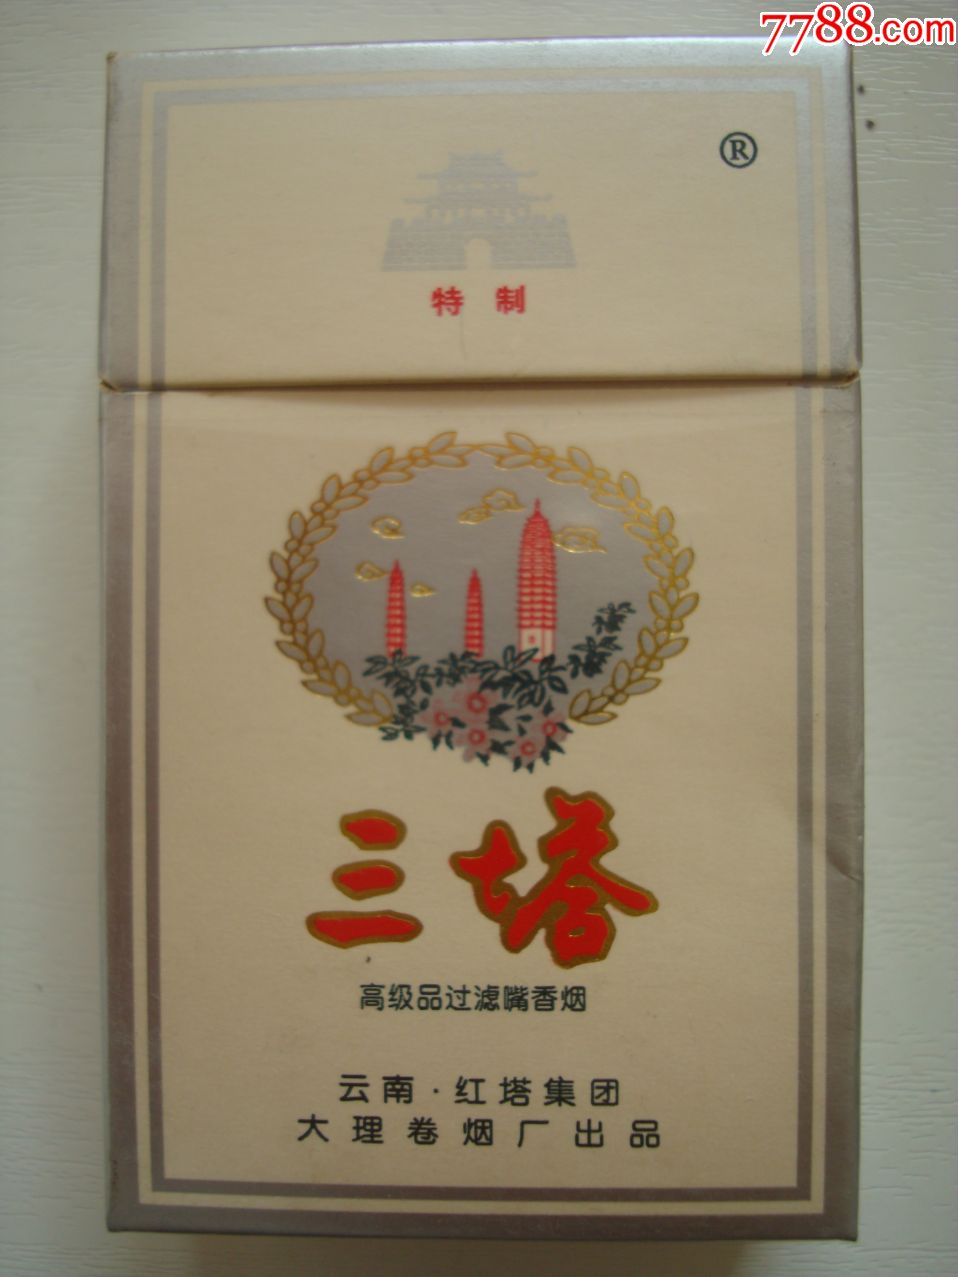 7788.com
®
特制
三塔
高级品过滤嘴香烟
云南·红塔集团
大理卷烟厂出品